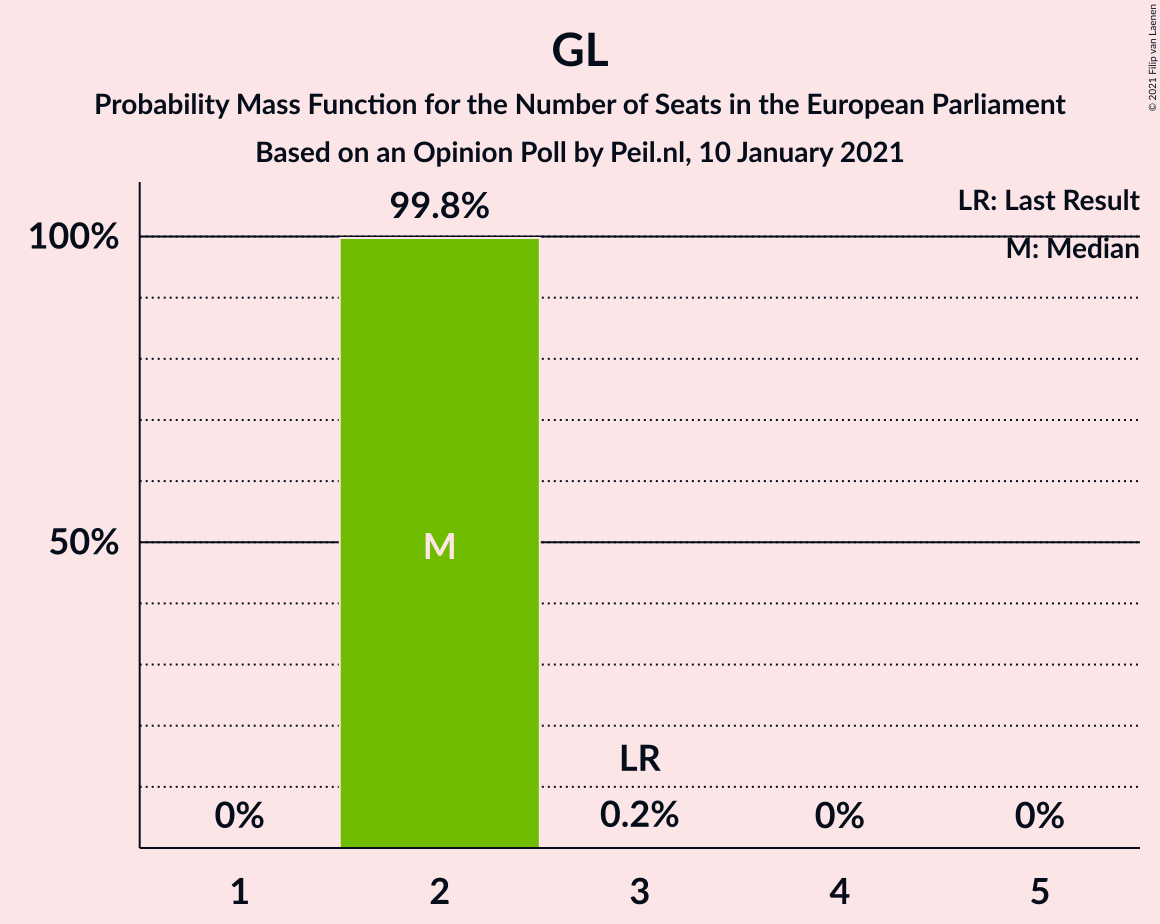 GL
Probability Mass Function for the Number of Seats in the European Parliament
Based on an Opinion Poll by Peil.nl, 10 January 2021
© 2021 Filip van Laenen
LR: Last Result
M: Median
99.8%
100%
50%
M
LR
0%
0.2%
0%
0%
1
2
3
4
5